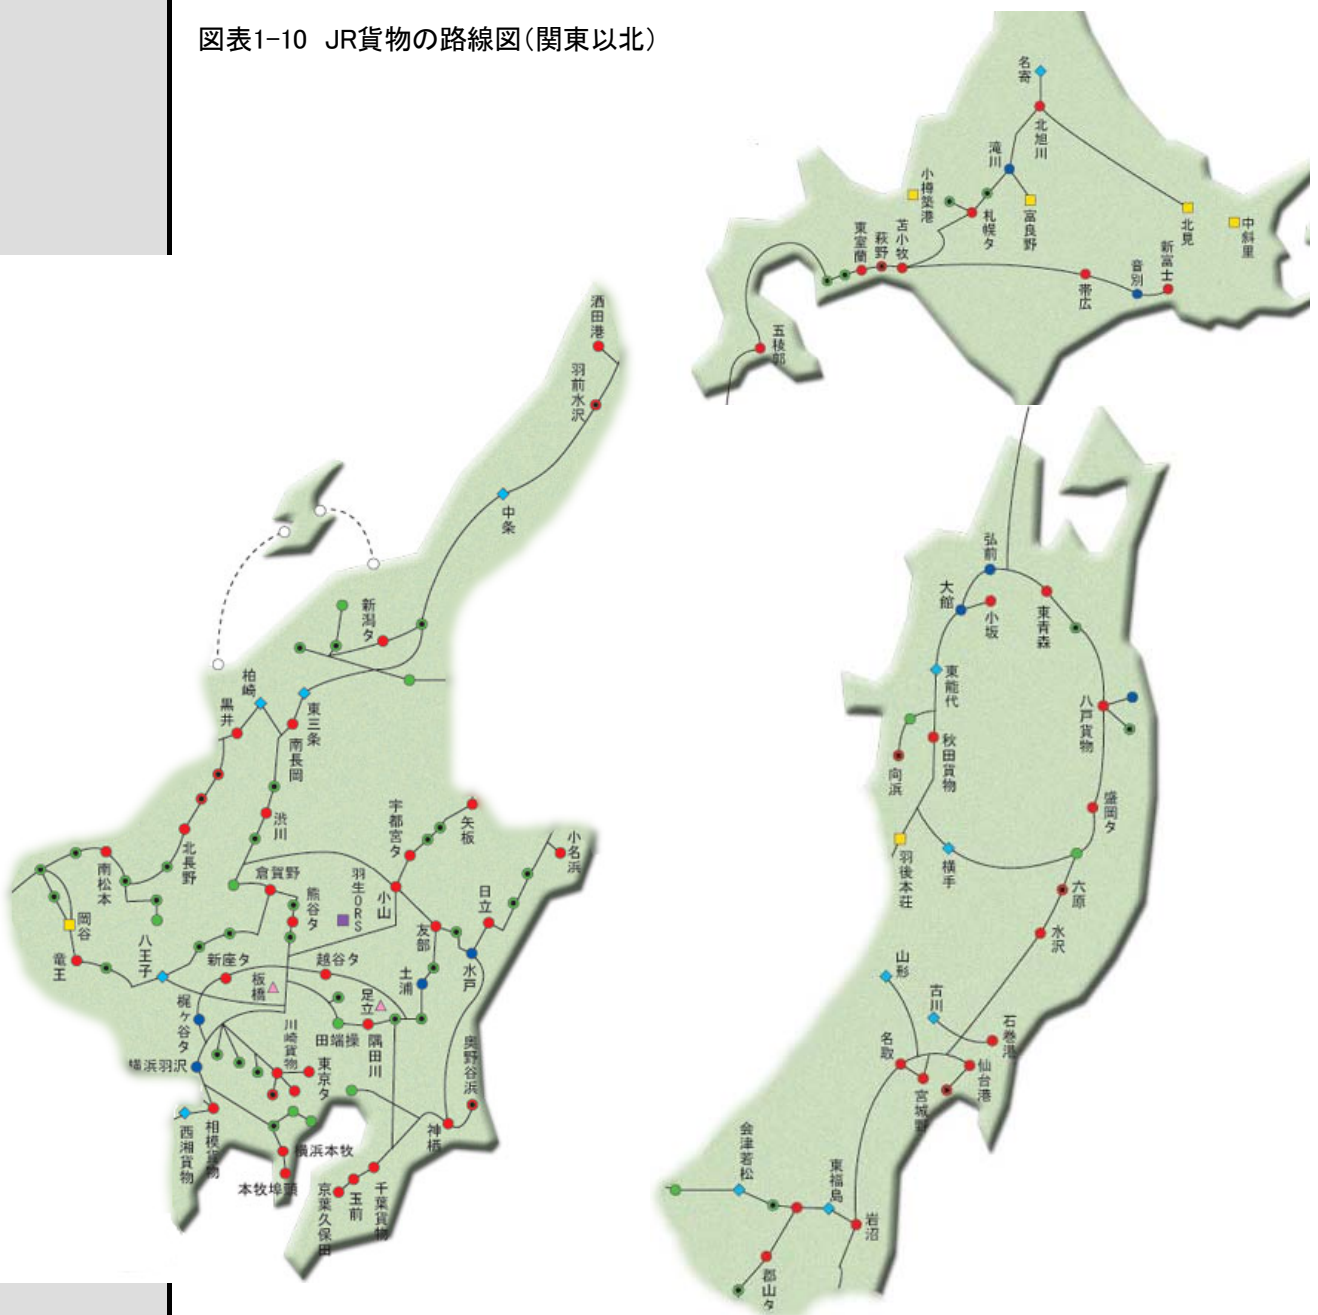 図表1-10 JR貨物の路線図(関東以北)
名寄
北旭川
滝川
小樽築港
富良野
北見
中斜里
札幌タ
東室蘭
萩野
苫小牧
新富士
音別
帯広
五稜郭
酒田港
羽前水沢
中条
新潟タ
柏崎
黒井
東三条
南長岡
渋川
北長野
南松本
岡谷
竜王
八王子
倉賀野
熊谷タ
羽生ORS
小山
宇都宮タ
矢板
小名浜
日立
友部
水戸
土浦
新座タ
越谷タ
板橋
足立
田端操
隅田川
梶ヶ谷タ
川崎貨物
東京タ
奥野谷浜
横浜羽沢
西湘貨物
相模貨物
横浜本牧
本牧埠頭
神栖
京葉久保田
玉前
千葉貨物
弘前
大館
小坂
東青森
東能代
八戸貨物
秋田貨物
向浜
盛岡タ
羽後本荘
横手
六原
水沢
山形
古川
石巻港
名取
仙台港
宮城野
会津若松
東福島
岩沼
郡山タ